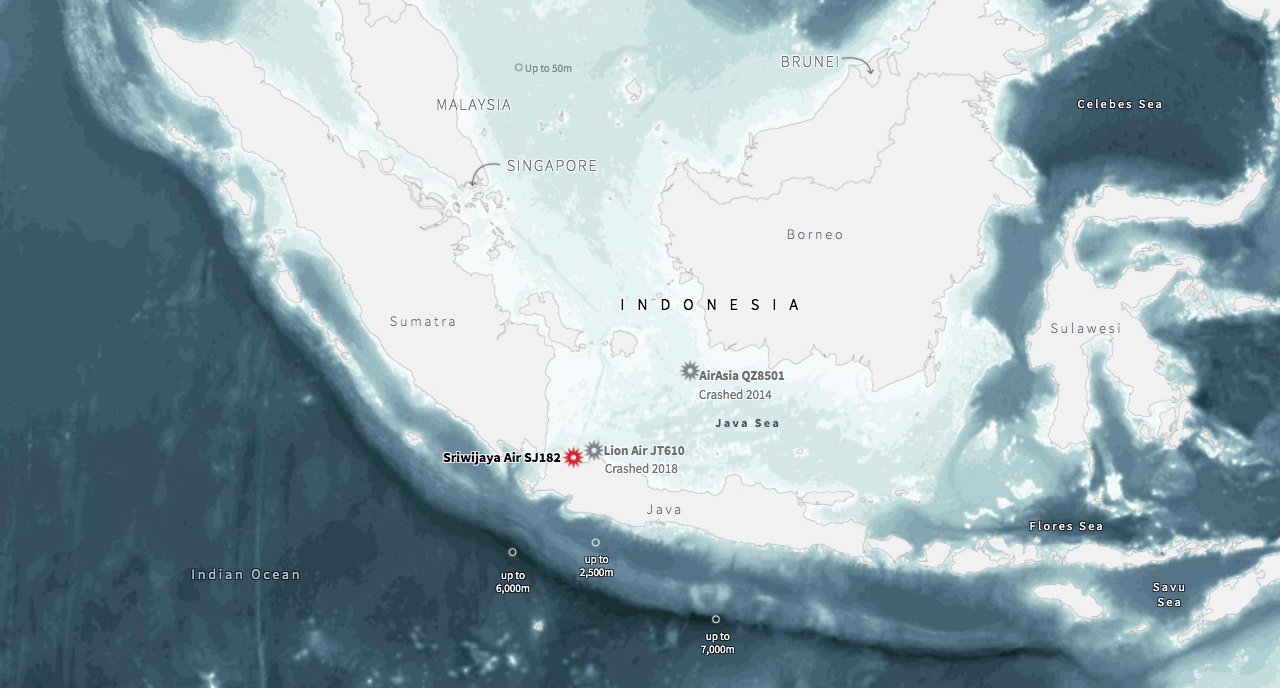 Up to 50m
BRUNEI
MALAYSIA
Celebes Sea
SINGAPORE
Borneo
INDONESIA
Sumatra
Sulawesi
AirAsia QZ8501
Crashed 2014
Java Sea
Sriwijaya Air SJ182
Lion Air JT610
Crashed 2018
Java
Flores Sea
Indian Ocean
up to
6,000m
up to
2,500m
Savu
Sea
up to
7,000m